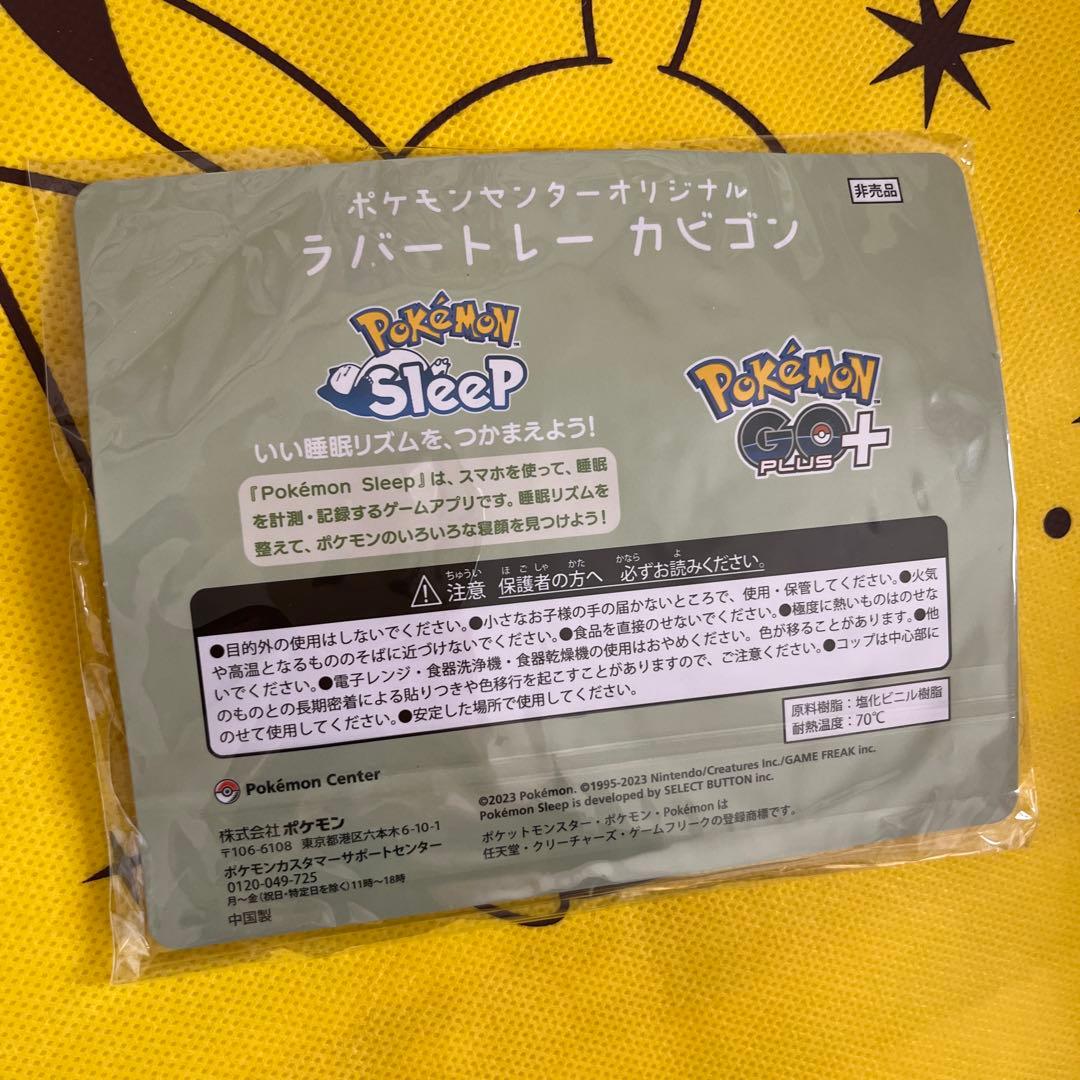 ポケモンセンターオリジナル
非売品
ラバートレー カビゴン
POKéMON
SleeP
POKéMON
GO
PLUS+
いい睡眠リズムを、つかまえよう!
『Pokémon Sleep』は、スマホを使って、睡眠
を計測・記録するゲームアプリです。睡眠リズムを
整えて、ポケモンのいろいろな寝顔を見つけよう!
ちゅうい ほごしゃ かた かなら よ
注意 保護者の方へ 必ずお読みください。
●目的外の使用はしないでください。●小さなお子様の手の届かないところで、使用・保管してください。●火気
や高温となるもののそばに近づけないでください。●食品を直接のせないでください。●極度に熱いものはのせな
いでください。●電子レンジ・食器洗浄機・食器乾燥機の使用はおやめください。色が移ることがあります。●他
のものとの長期密着による貼りつきや色移行を起こすことがありますので、ご注意ください。●コップは中心部に
のせて使用してください。●安定した場所で使用してください。
原料樹脂:塩化ビニル樹脂
耐熱温度:70℃
Pokémon Center
©2023 Pokémon. ©1995-2023 Nintendo/Creatures Inc./GAME FREAK inc.
Pokémon Sleep is developed by SELECT BUTTON inc.
ポケットモンスター・ポケモン・Pokémon は
任天堂・クリーチャーズ・ゲームフリークの登録商標です。
株式会社 ポケモン
〒106-6108 東京都港区六本木6-10-1
ポケモンカスタマーサポートセンター
0120-049-725
月～金(祝日・特定日を除く)11時～18時
中国製